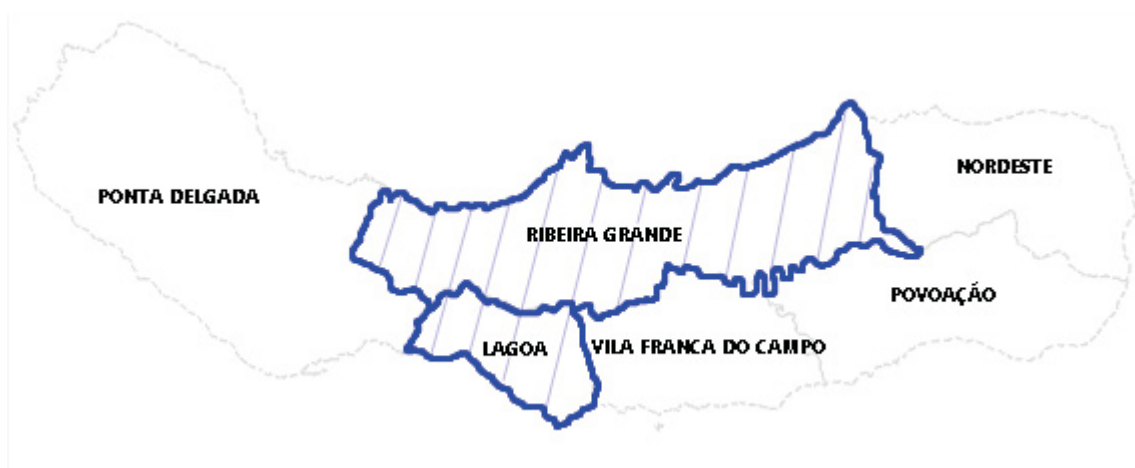 NORDESTE
PONTA DELGADA
RIBEIRA GRANDE
POVOAÇÃO
LAGOA
VILA FRANCA DO CAMPO